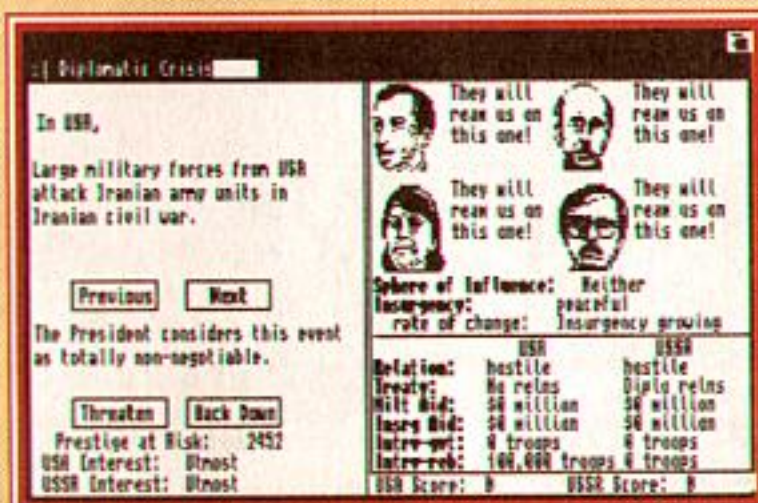 Diplomatic Crisis
In USA,
Large military forces from USA
attack Iranian army units in
Iranian civil war.
Previous
Next
The President considers this event
as totally non-negotiable.
Threaten
Back Down
Prestige at Risk: 2452
USA Interest: Utmost
USSR Interest: Utmost
They will
ream us on
this one!
They will
ream us on
this one!
They will
ream us on
this one!
They will
ream us on
this one!
Sphere of Influence: Neither
Insurgency: peaceful
rate of change: Insurgency growing
USA USSR
Relation: hostile hostile
Treaty: No relns Diplo relns
Milt Aid: $0 million $0 million
Insrg Aid: $0 million $0 million
Intrv-gvt: 0 troops 0 troops
Intrv-reb: 100,000 troops 0 troops
USA Score: 0 USSR Score: 0